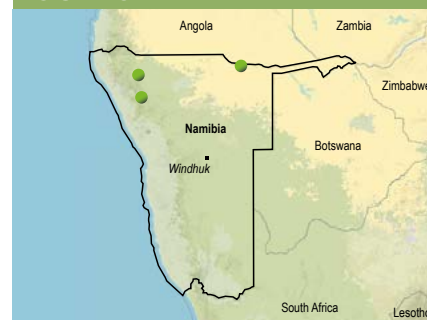 Angola
Zambia
Zimbabwe
Namibia
Botswana
Windhuk
South Africa
Lesotho